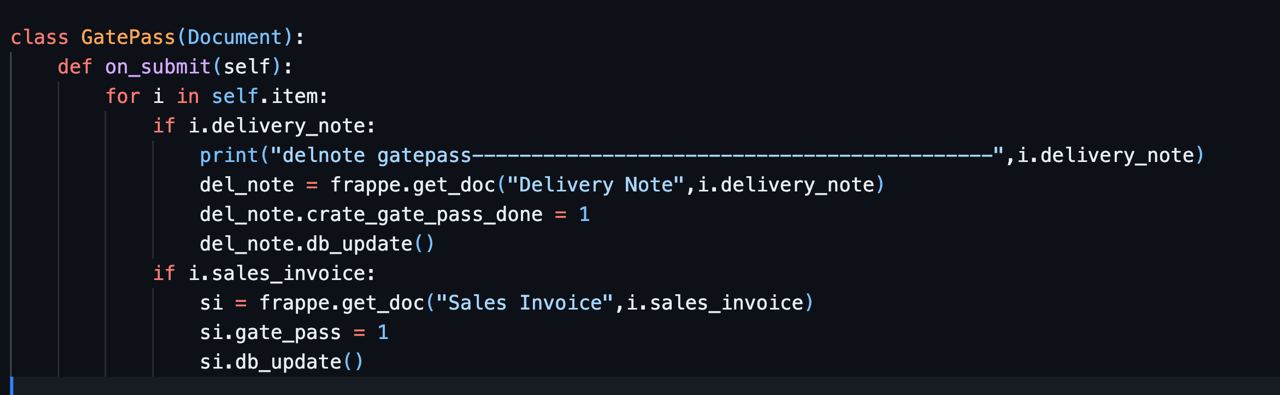 class GatePass(Document):
    def on_submit(self):
        for i in self.item:
            if i.delivery_note:
                print("delnote gatepass--------------------------------------------",i.delivery_note)
                del_note = frappe.get_doc("Delivery Note",i.delivery_note)
                del_note.crate_gate_pass_done = 1
                del_note.db_update()
            if i.sales_invoice:
                si = frappe.get_doc("Sales Invoice",i.sales_invoice)
                si.gate_pass = 1
                si.db_update()